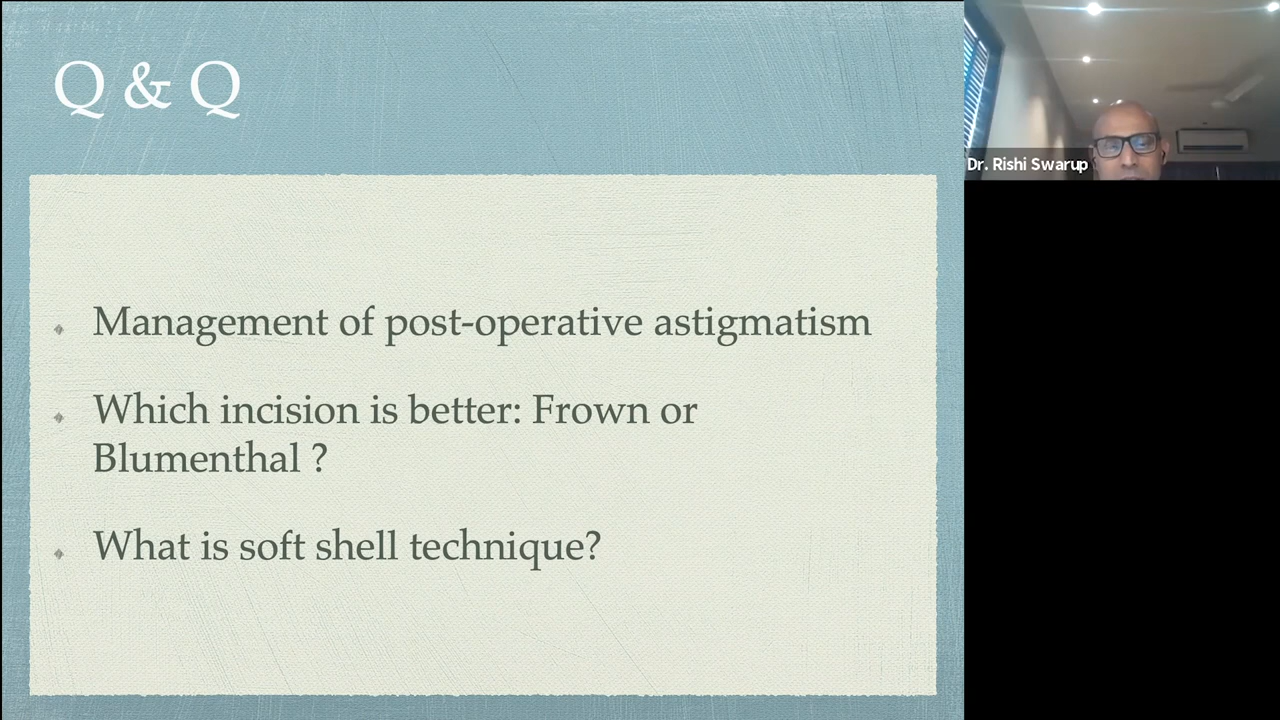 Q & Q
Management of post-operative astigmatism
Which incision is better: Frown or
Blumenthal ?
What is soft shell technique?
Dr. Rishi Swarup